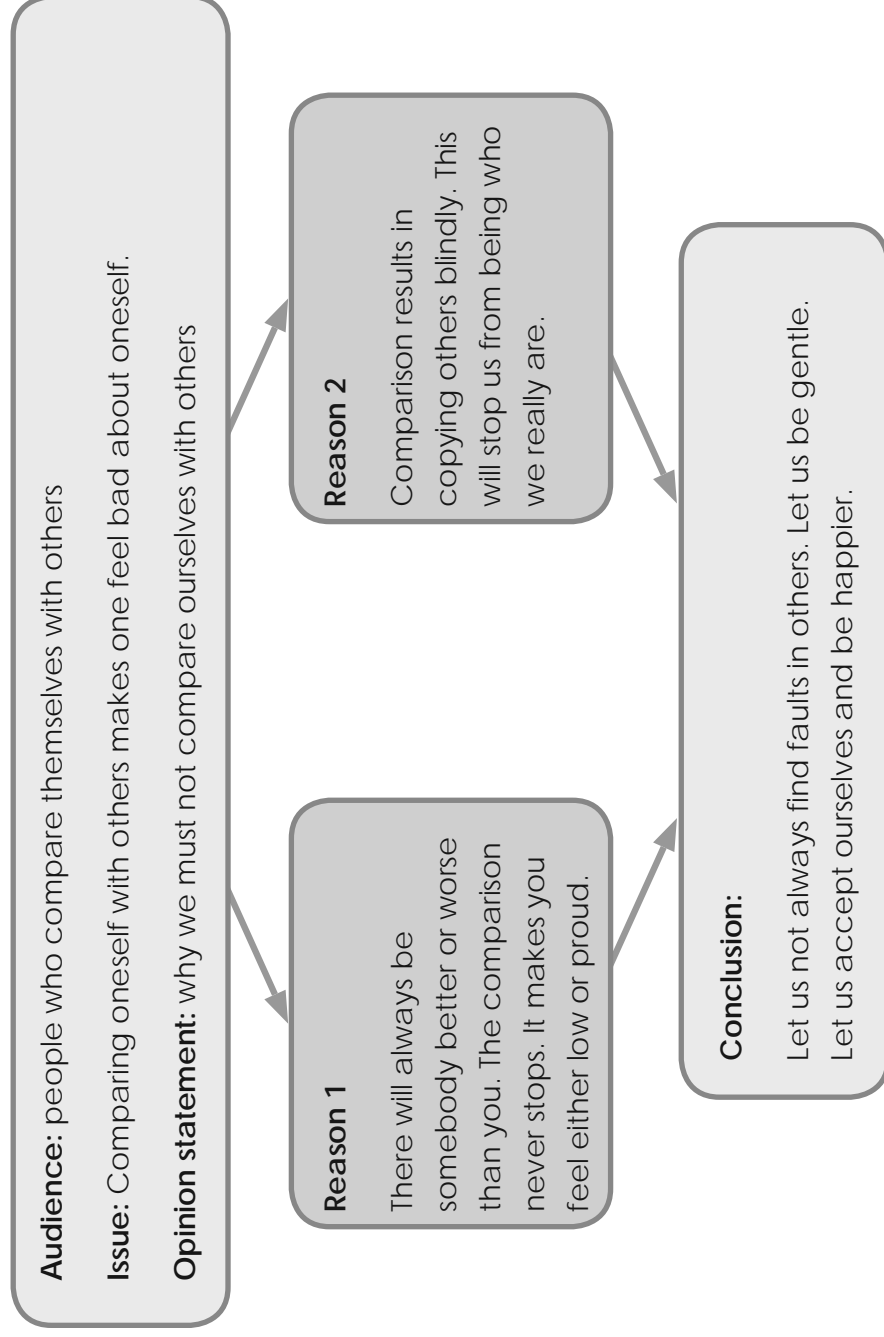 Audience: people who compare themselves with others
Issue: Comparing oneself with others makes one feel bad about oneself.
Opinion statement: why we must not compare ourselves with others
Reason 1
There will always be
somebody better or worse
than you. The comparison
never stops. It makes you
feel either low or proud.
Reason 2
Comparison results in
copying others blindly. This
will stop us from being who
we really are.
Conclusion:
Let us not always find faults in others. Let us be gentle.
Let us accept ourselves and be happier.